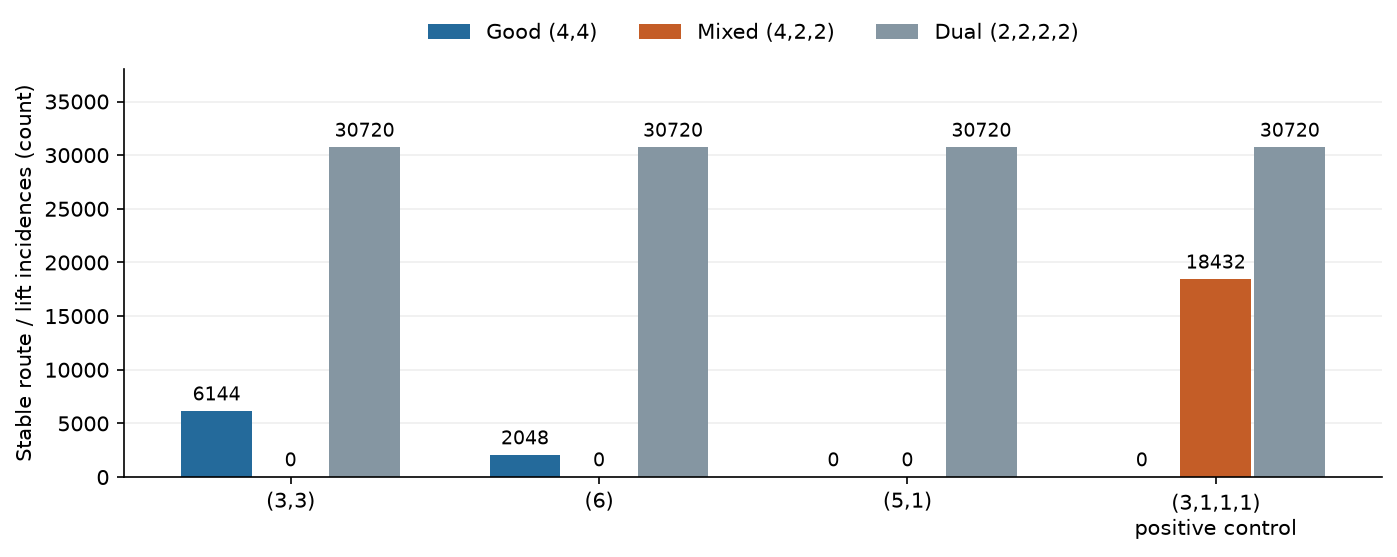 Good (4,4) Mixed (4,2,2) Dual (2,2,2,2)
Stable route / lift incidences (count)
35000
30000
25000
20000
15000
10000
5000
0
6144 0 30720
2048 0 30720
0 0 30720
0 18432 30720
(3,3) (6) (5,1) (3,1,1,1)
positive control